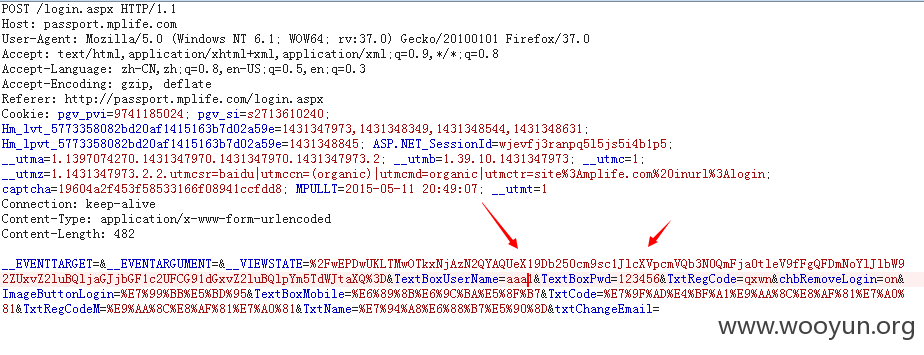 POST /login.aspx HTTP/1.1
Host: passport.mplife.com
User-Agent: Mozilla/5.0 (Windows NT 6.1; WOW64; rv:37.0) Gecko/20100101 Firefox/37.0
Accept: text/html,application/xhtml+xml,application/xml;q=0.9,*/*;q=0.8
Accept-Language: zh-CN,zh;q=0.8,en-US;q=0.5,en;q=0.3
Accept-Encoding: gzip, deflate
Referer: http://passport.mplife.com/login.aspx
Cookie: pgv_pvi=9741185024; pgv_si=s2713610240;
Hm_lvt_5773358082bd20af1415163b7d02a59e=1431347973,1431348349,1431348544,1431348631;
Hm_lpvt_5773358082bd20af1415163b7d02a59e=1431348845; ASP.NET_SessionId=wjevfj3ranpq5l5js5i4b1p5;
__utma=1.1397074270.1431347970.1431347970.1431347973.2; __utmb=1.39.10.1431347973; __utmc=1;
__utmz=1.1431347973.2.2.utmcsr=baidu|utmccn=(organic)|utmcmd=organic|utmctr=site%3Amplife.com%20inurl%3Alogin;
captcha=19604a2f453f58533166f08941ccfdd8; MPULLT=2015-05-11 20:49:07; __utmt=1
Connection: keep-alive
Content-Type: application/x-www-form-urlencoded
Content-Length: 482
__EVENTTARGET=&__EVENTARGUMENT=&__VIEWSTATE=%2FwEPDwUKLTMwOTkxNjAzN2QYAQUeX19Db250cm9sc1JlcXVpcmVQb3N0QmFja0tleV9fFgQFDmNoYlJlbW9
2ZUxvZ2luBQljaGJjbGF1c2UFCG91dGxvZ2luBQlpYm5TdWJtaXQ%3D&TextBoxUserName=aaaa&TextBoxPwd=123456&TxtRegCode=qxwn&chbRemoveLogin=on&
ImageButtonLogin=%E7%99%BB%E5%BD%95&TextBoxMobile=%E6%89%8B%E6%9C%BA%E5%8F%B7&TxtCode=%E7%9F%AD%E4%BF%A1%E9%AA%8C%E8%AF%81%E7%A0%
81&TxtRegCodeM=%E9%AA%8C%E8%AF%81%E7%A0%81&TxtName=%E7%94%A8%E6%88%B7%E5%90%8D&txtChangeEmail=
www.wooyun.org